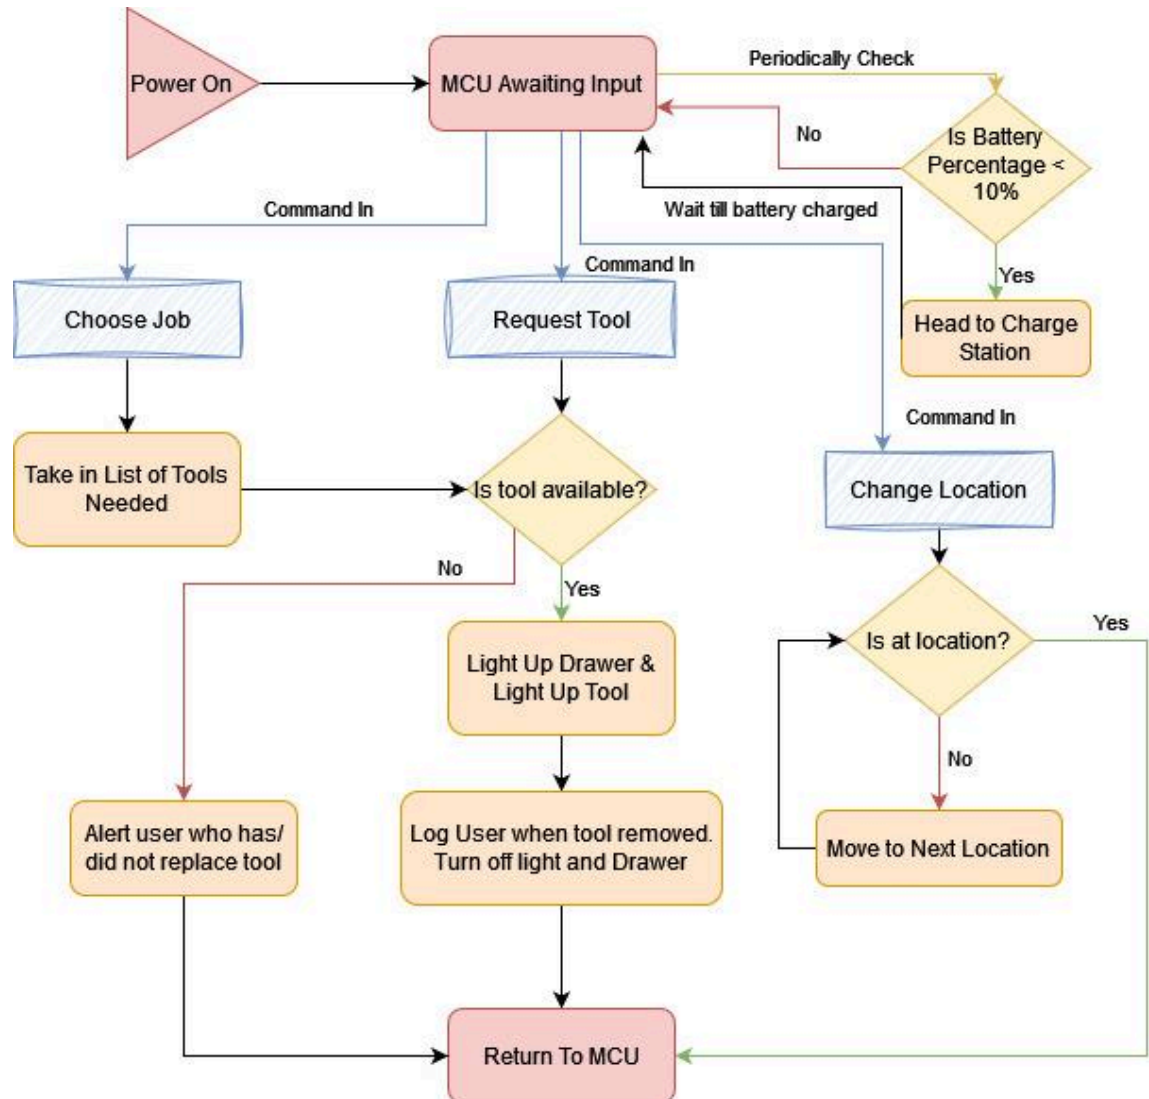 Power On
MCU Awaiting Input
Periodically Check
No
Is Battery
Percentage <
10%
Command In
Wait till battery charged
Command In
Yes
Choose Job
Request Tool
Head to Charge
Station
Command In
Take in List of Tools
Needed
Is tool available?
Change Location
No
Yes
Yes
Is at location?
Light Up Drawer &
Light Up Tool
No
Alert user who has/
did not replace tool
Log User when tool removed.
Turn off light and Drawer
Move to Next Location
Return To MCU